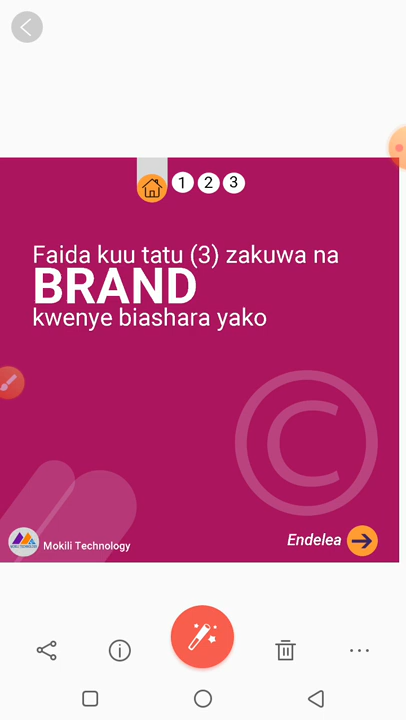 1 2 3
Faida kuu tatu (3) zakuwa na
BRAND
kwenye biashara yako
Mokili Technology
Endelea